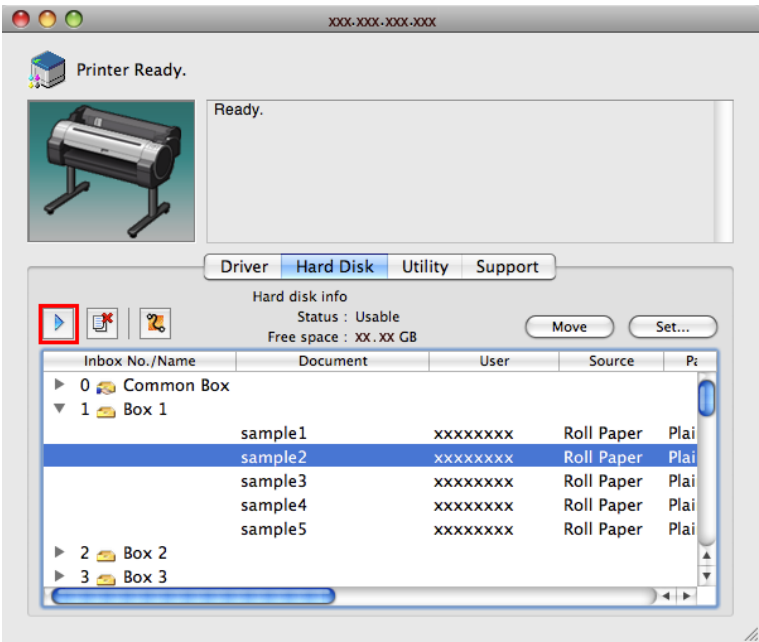 xxx.xxx.xxx.xxx
Printer Ready.
Ready.
Driver Hard Disk Utility Support
Hard disk info
Status : Usable
Free space : XX.XX GB
Move Set...
Inbox No./Name Document User Source Pa
0 Common Box
1 Box 1
sample1 xxxxxxxx Roll Paper Plai
sample2 xxxxxxxx Roll Paper Plai
sample3 xxxxxxxx Roll Paper Plai
sample4 xxxxxxxx Roll Paper Plai
sample5 xxxxxxxx Roll Paper Plai
2 Box 2
3 Box 3